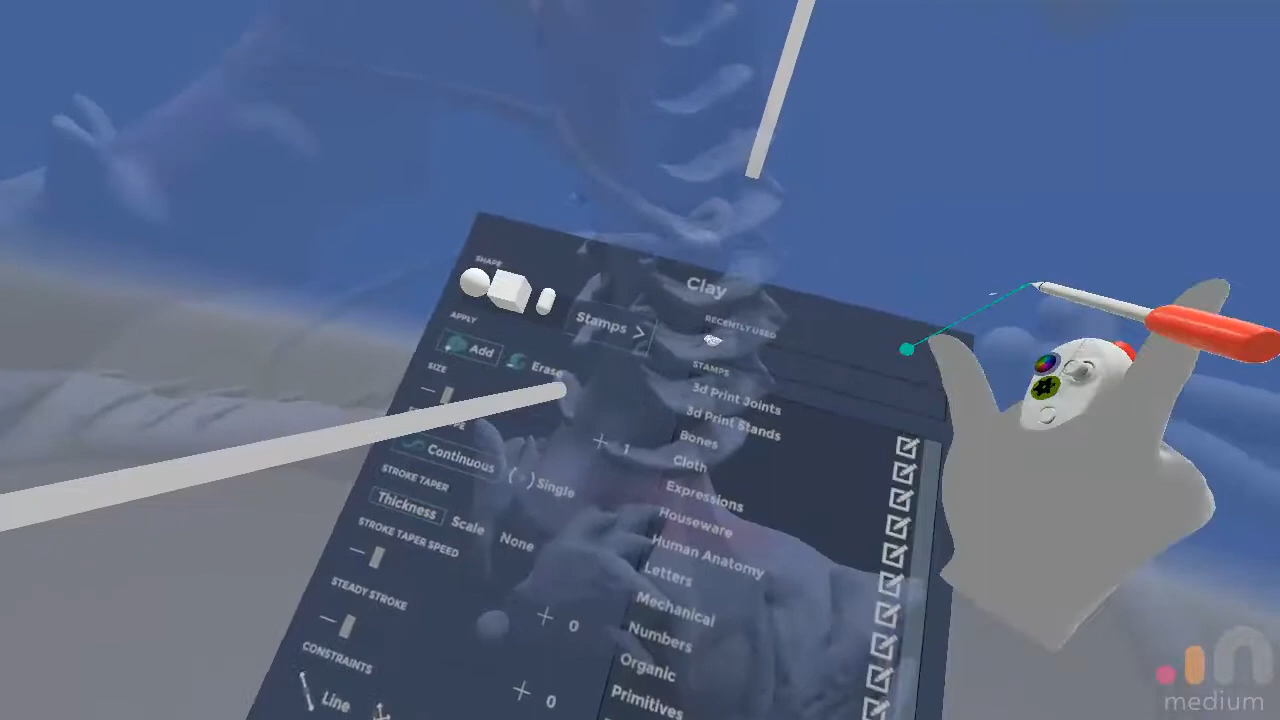 Clay
SHAPE
Stamps >
RECENTLY USED
APPLY
Add
Erase
SIZE
STAMPS
3d Print Joints
3d Print Stands
Bones
Cloth
Expressions
Houseware
Human Anatomy
Letters
Mechanical
Numbers
Organic
Primitives
1
Continuous
Single
STROKE TAPER
Thickness
Scale
None
STROKE TAPER SPEED
0
STEADY STROKE
0
CONSTRAINTS
Line
medium